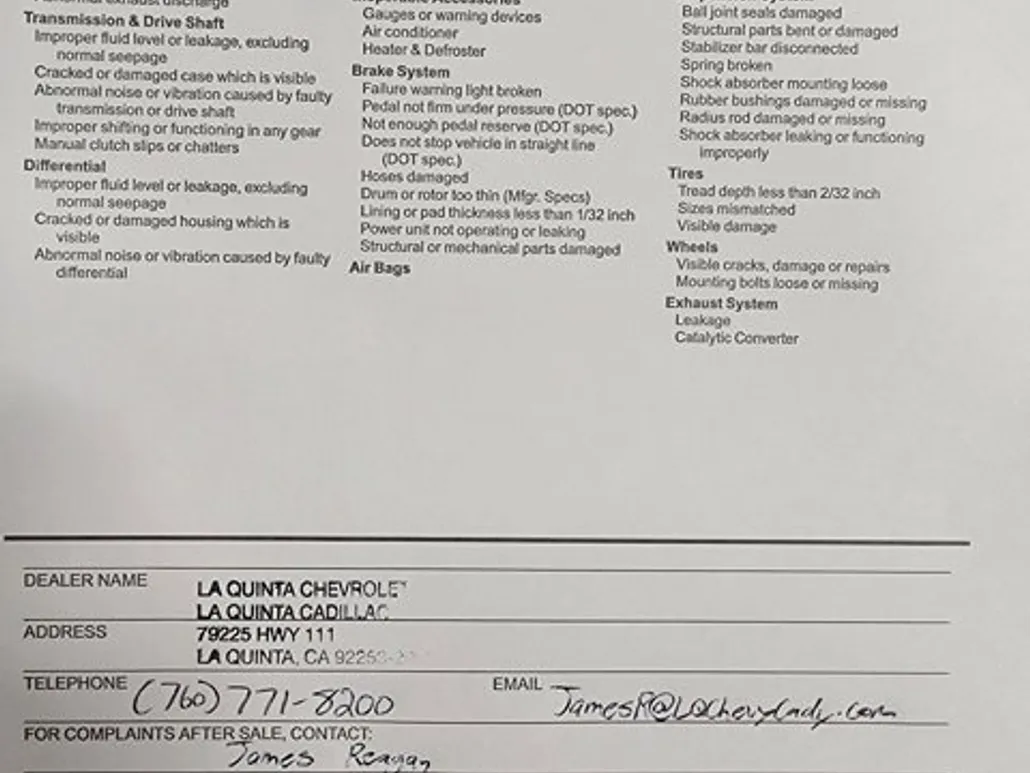 Transmission & Drive Shaft
Improper fluid level or leakage, excluding
normal seepage
Cracked or damaged case which is visible
Abnormal noise or vibration caused by faulty
transmission or drive shaft
Improper shifting or functioning in any gear
Manual clutch slips or chatters
Differential
Improper fluid level or leakage, excluding
normal seepage
Cracked or damaged housing which is
visible
Abnormal noise or vibration caused by faulty
differential
Gauges or warning devices
Air conditioner
Heater & Defroster
Brake System
Failure warning light broken
Pedal not firm under pressure (DOT spec.)
Not enough pedal reserve (DOT spec.)
Does not stop vehicle in straight line
(DOT spec.)
Hoses damaged
Drum or rotor too thin (Mfgr. Specs)
Lining or pad thickness less than 1/32 inch
Power unit not operating or leaking
Structural or mechanical parts damaged
Air Bags
Ball joint seals damaged
Structural parts bent or damaged
Stabilizer bar disconnected
Spring broken
Shock absorber mounting loose
Rubber bushings damaged or missing
Radius rod damaged or missing
Shock absorber leaking or functioning
improperly
Tires
Tread depth less than 2/32 inch
Sizes mismatched
Visible damage
Wheels
Visible cracks, damage or repairs
Mounting bolts loose or missing
Exhaust System
Leakage
Catalytic Converter
DEALER NAME LA QUINTA CHEVROLET
LA QUINTA CADILLAC
ADDRESS 79225 HWY 111
LA QUINTA, CA
TELEPHONE (760) 771-8200 EMAIL JamesR@LQChevyCady.com
FOR COMPLAINTS AFTER SALE, CONTACT:
James Reagan